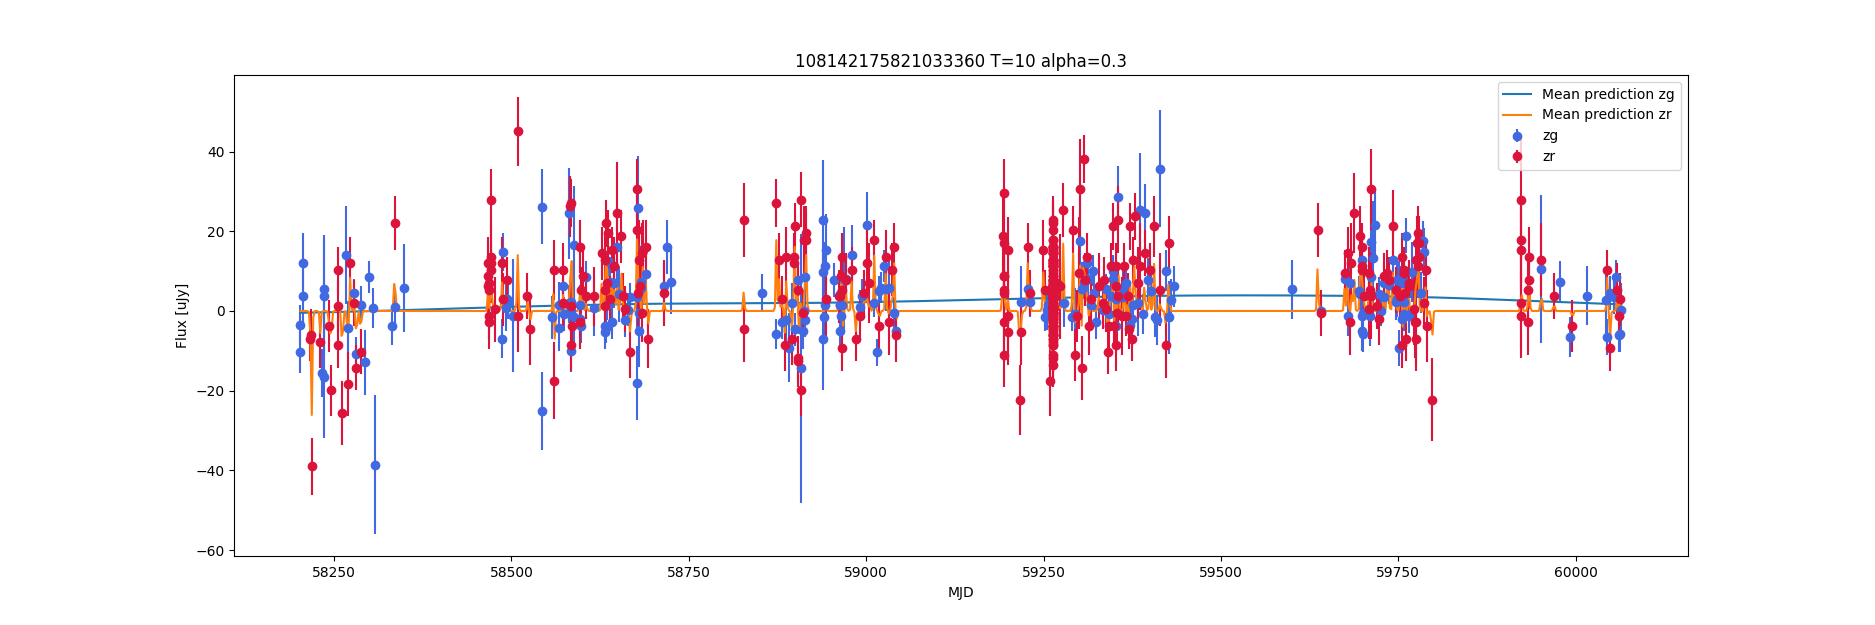 108142175821033360 T=10 alpha=0.3
Mean prediction zg
Mean prediction zr
zg
zr
40
20
0
−20
−40
−60
Flux [uJy]
58250 58500 58750 59000 59250 59500 59750 60000
MJD